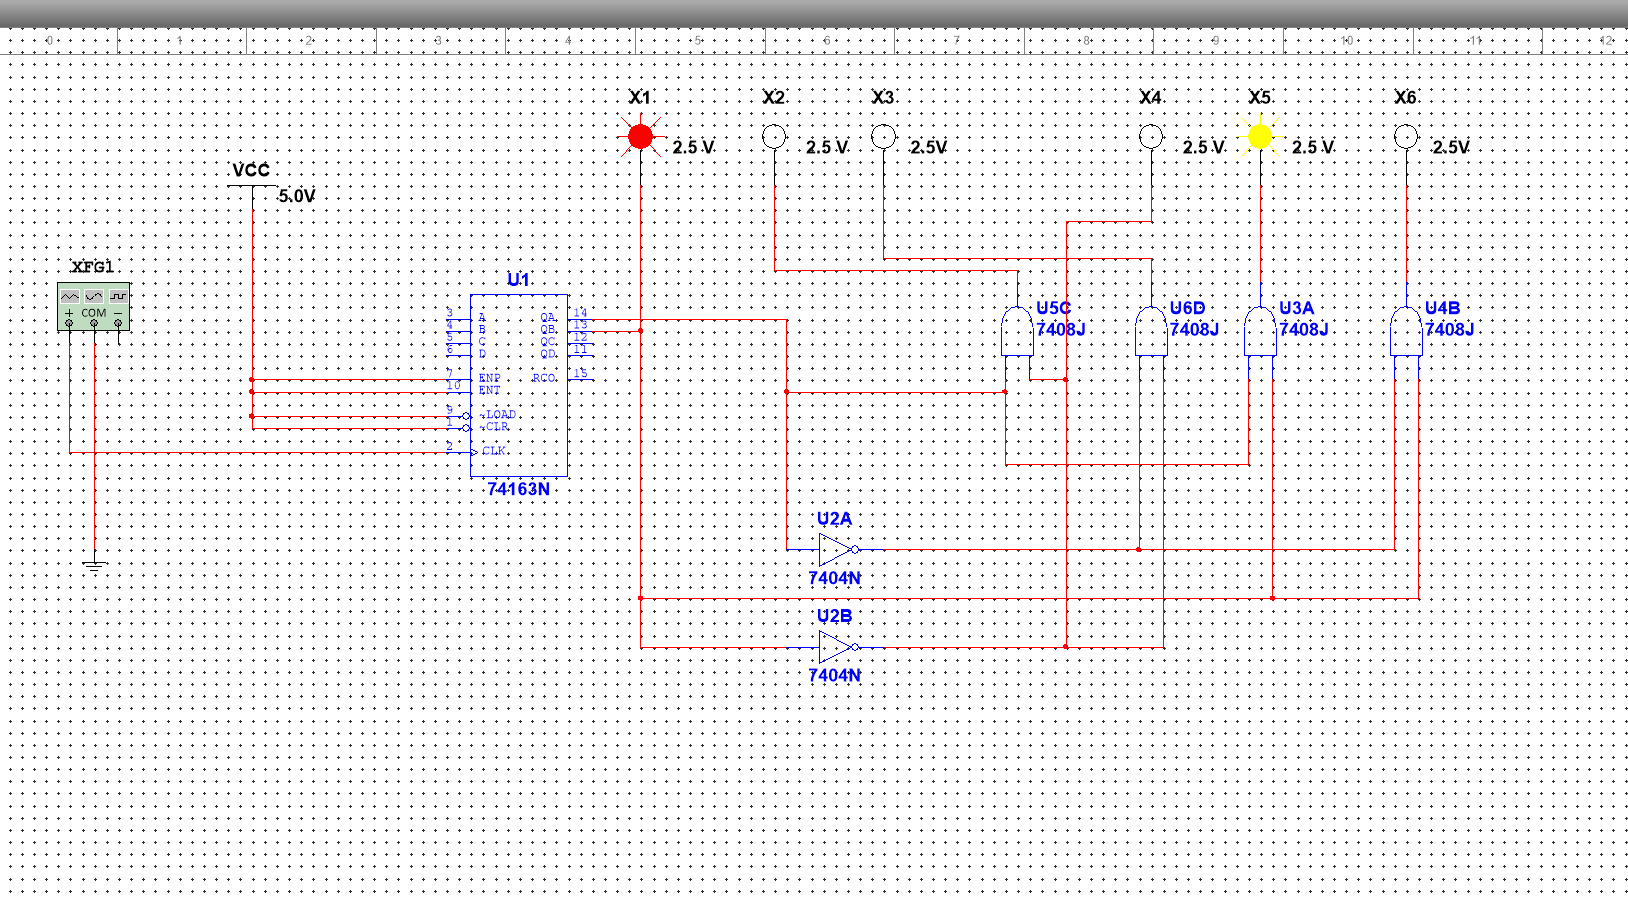 0 1 2 3 4 5 6 7 8 9 10 11 12
X1 X2 X3 X4 X5 X6
2.5 V 2.5 V 2.5V 2.5 V 2.5 V 2.5V
VCC
5.0V
XFG1
+ COM −
U1
3 A QA 14
4 B QB 13
5 C QC 12
6 D QD 11
7 ENP RCO 15
10 ENT
9 ~LOAD
1 ~CLR
2 CLK
74163N
U5C U6D U3A U4B
7408J 7408J 7408J 7408J
U2A
7404N
U2B
7404N